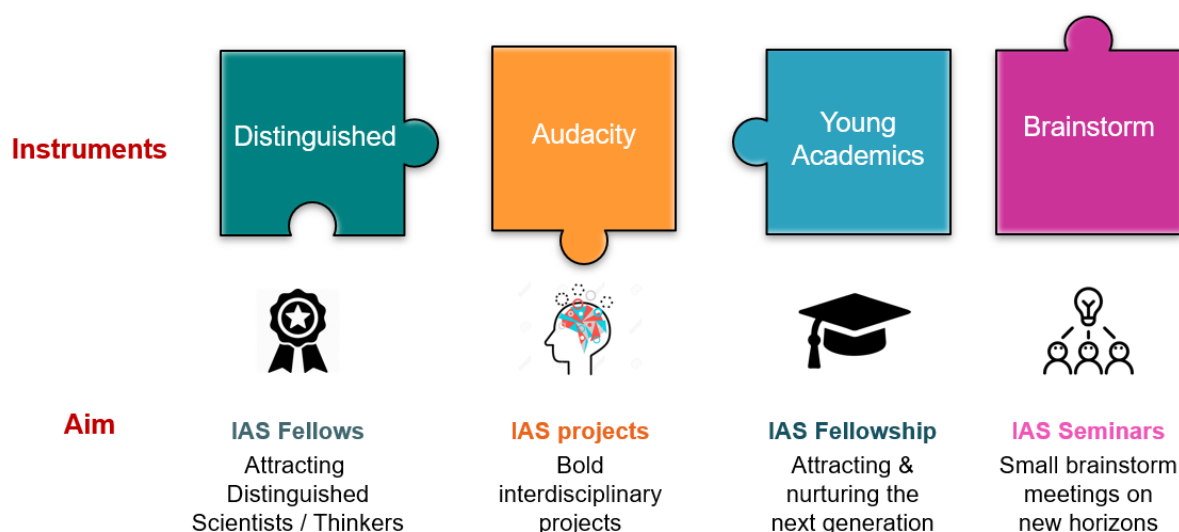 Instruments
Distinguished
Audacity
Young
Academics
Brainstorm
Aim
IAS Fellows
Attracting
Distinguished
Scientists / Thinkers
IAS projects
Bold
interdisciplinary
projects
IAS Fellowship
Attracting &
nurturing the
next generation
IAS Seminars
Small brainstorm
meetings on
new horizons